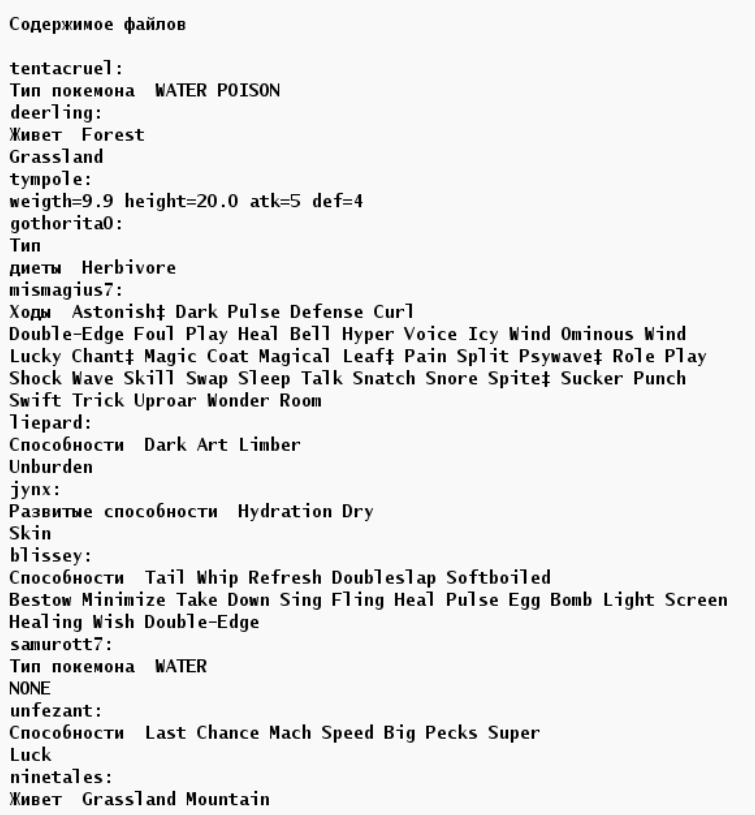 Содержимое файлов
tentacruel:
Тип покемона  WATER POISON
deerling:
Живет  Forest
Grassland
tympole:
weigth=9.9 height=20.0 atk=5 def=4
gothorita0:
Тип
диеты  Herbivore
mismagius7:
Ходы  Astonish‡ Dark Pulse Defense Curl
Double-Edge Foul Play Heal Bell Hyper Voice Icy Wind Ominous Wind
Lucky Chant‡ Magic Coat Magical Leaf‡ Pain Split Psywave‡ Role Play
Shock Wave Skill Swap Sleep Talk Snatch Snore Spite‡ Sucker Punch
Swift Trick Uproar Wonder Room
liepard:
Способности  Dark Art Limber
Unburden
jynx:
Развитые способности  Hydration Dry
Skin
blissey:
Способности  Tail Whip Refresh Doubleslap Softboiled
Bestow Minimize Take Down Sing Fling Heal Pulse Egg Bomb Light Screen
Healing Wish Double-Edge
samurott7:
Тип покемона  WATER
NONE
unfezant:
Способности  Last Chance Mach Speed Big Pecks Super
Luck
ninetales:
Живет  Grassland Mountain